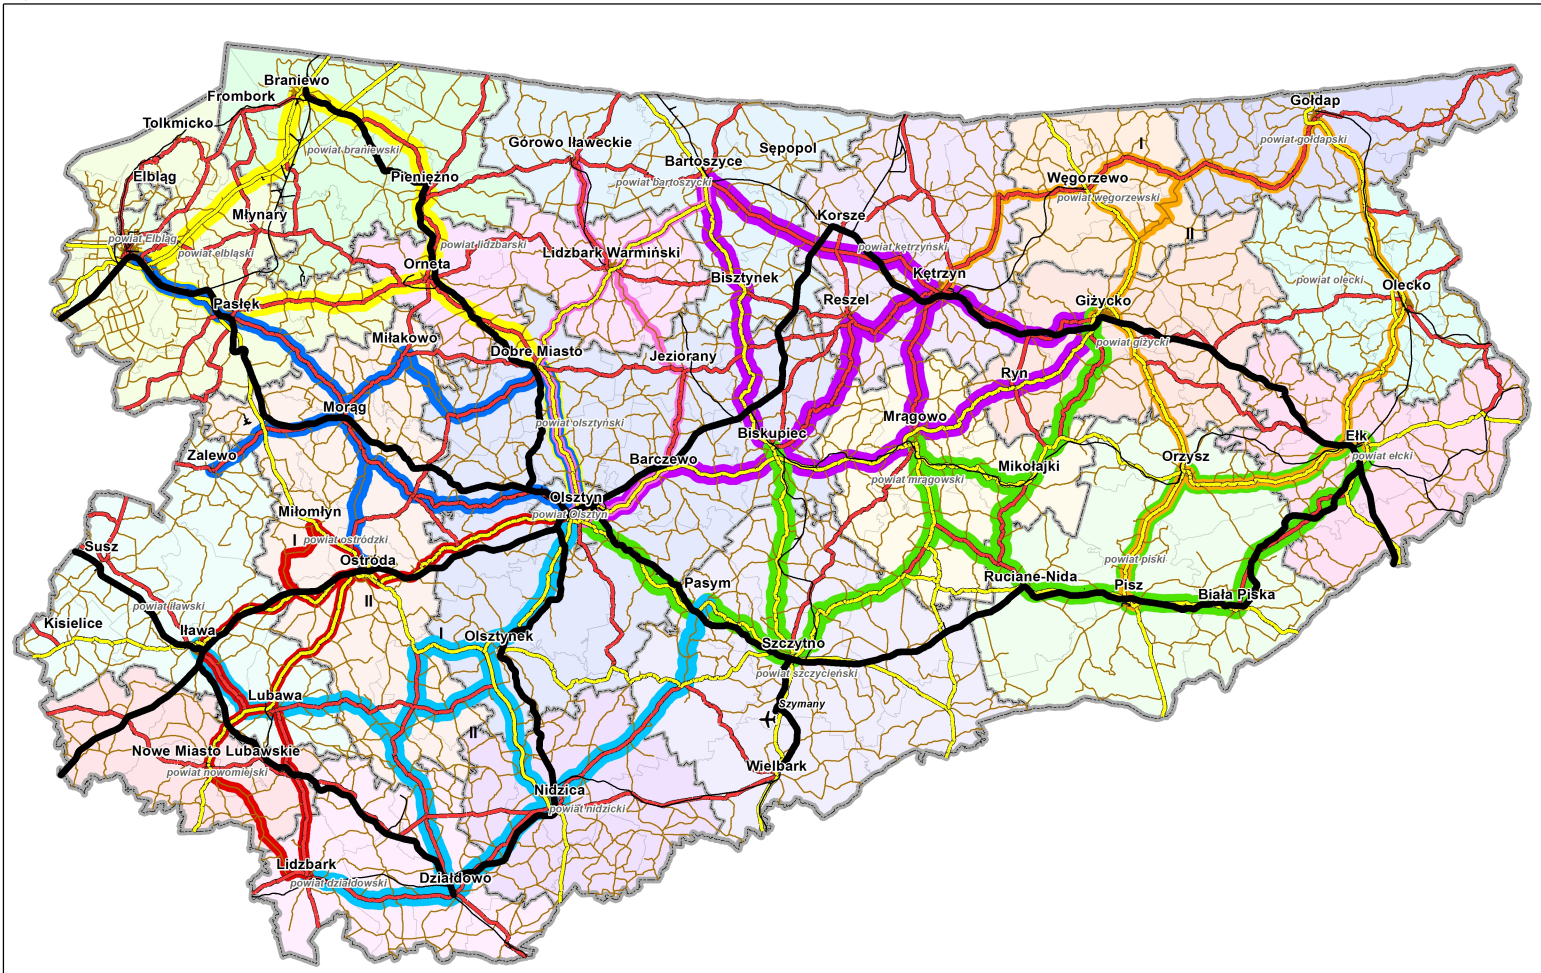 Braniewo
Frombork
Gołdap
Tolkmicko
powiat gołdapski
Górowo Iławeckie
Sępopol
powiat braniewski
Bartoszyce
I
Elbląg
Pieniężno
powiat bartoszycki
Węgorzewo
powiat węgorzewski
Młynary
Korsze
II
powiat Elbląg
powiat elbląski
powiat lidzbarski
Lidzbark Warmiński
powiat kętrzyński
Orneta
Bisztynek
Kętrzyn
powiat olecki
Olecko
Pasłęk
Reszel
Giżycko
Miłakowo
powiat giżycki
Dobre Miasto
Jeziorany
Ryn
Morąg
powiat olsztyński
Mrągowo
Biskupiec
Ełk
Zalewo
Barczewo
Mikołajki
Orzysz
powiat ełcki
powiat mrągowski
Olsztyn
Miłomłyn
powiat Olsztyn
I
powiat ostródzki
Susz
Ostróda
powiat piski
Ruciane-Nida
Pasym
Pisz
Biała Piska
II
powiat iławski
Kisielice
Iława
I
Olsztynek
Szczytno
powiat szczycieński
Lubawa
Szymany
II
Nowe Miasto Lubawskie
powiat nowomiejski
Wielbark
Nidzica
powiat nidzicki
Lidzbark
powiat działdowski
Działdowo